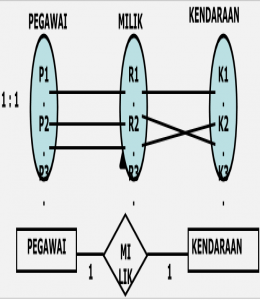 PEGAWAI MILIK KENDARAAN
P1 R1 K1
. . .
1 : 1
P2 R2 K2
. . .
P3 R3 K3
. . .
PEGAWAI MI KENDARAAN
LIK
1 1